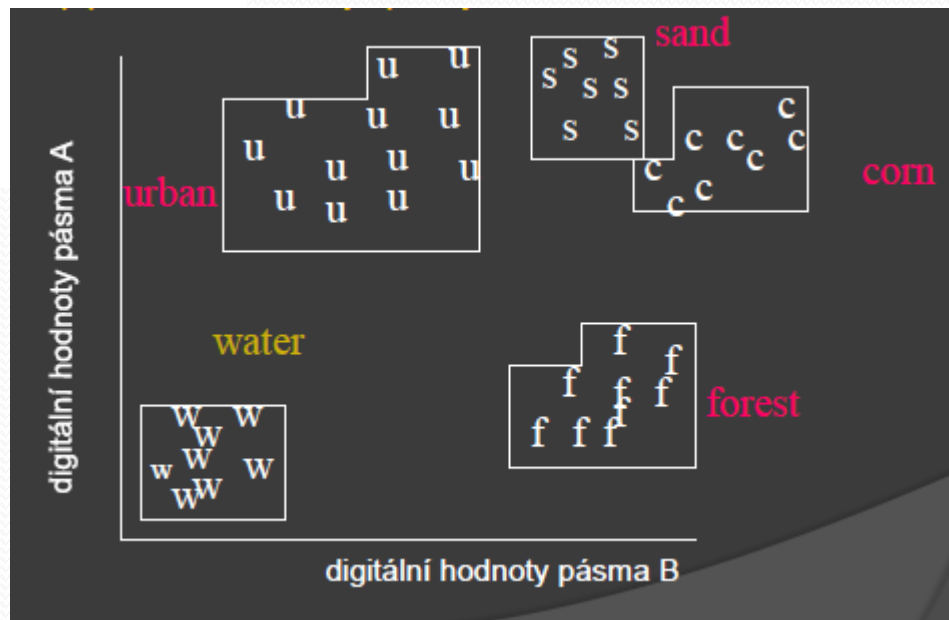 sand
s s
s s s
s s
c
c c c
c c
c c
corn
u u
u
u u
u
u u
u
u u
u
urban
digitální hodnoty pásma A
water
w w
w
w
w w
w w
f
f
f f f
f
f f f
forest
digitální hodnoty pásma B